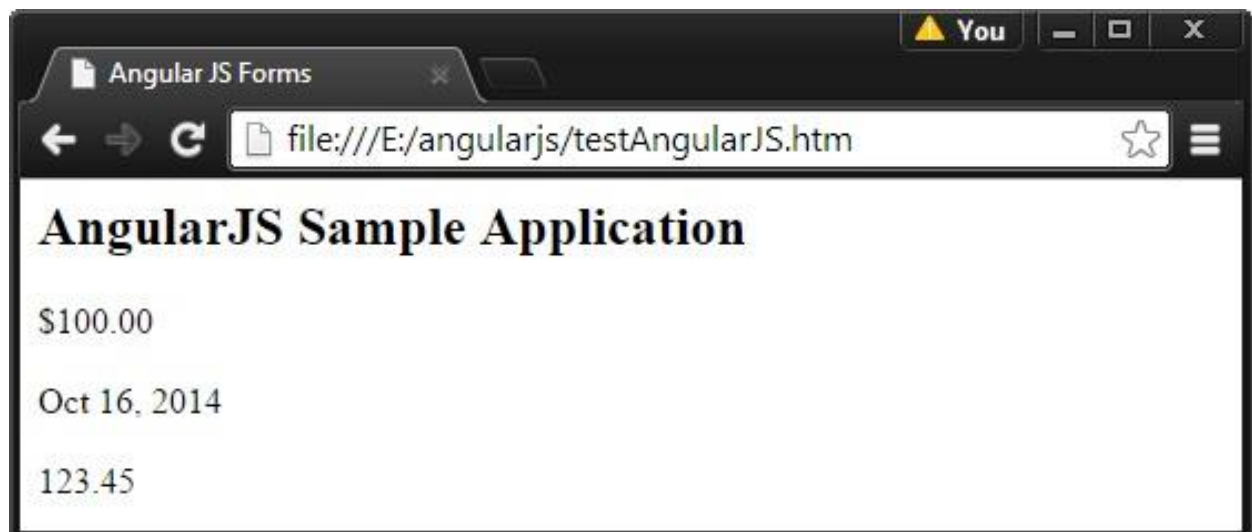 You
Angular JS Forms
file:///E:/angularjs/testAngularJS.htm
AngularJS Sample Application
$100.00
Oct 16, 2014
123.45